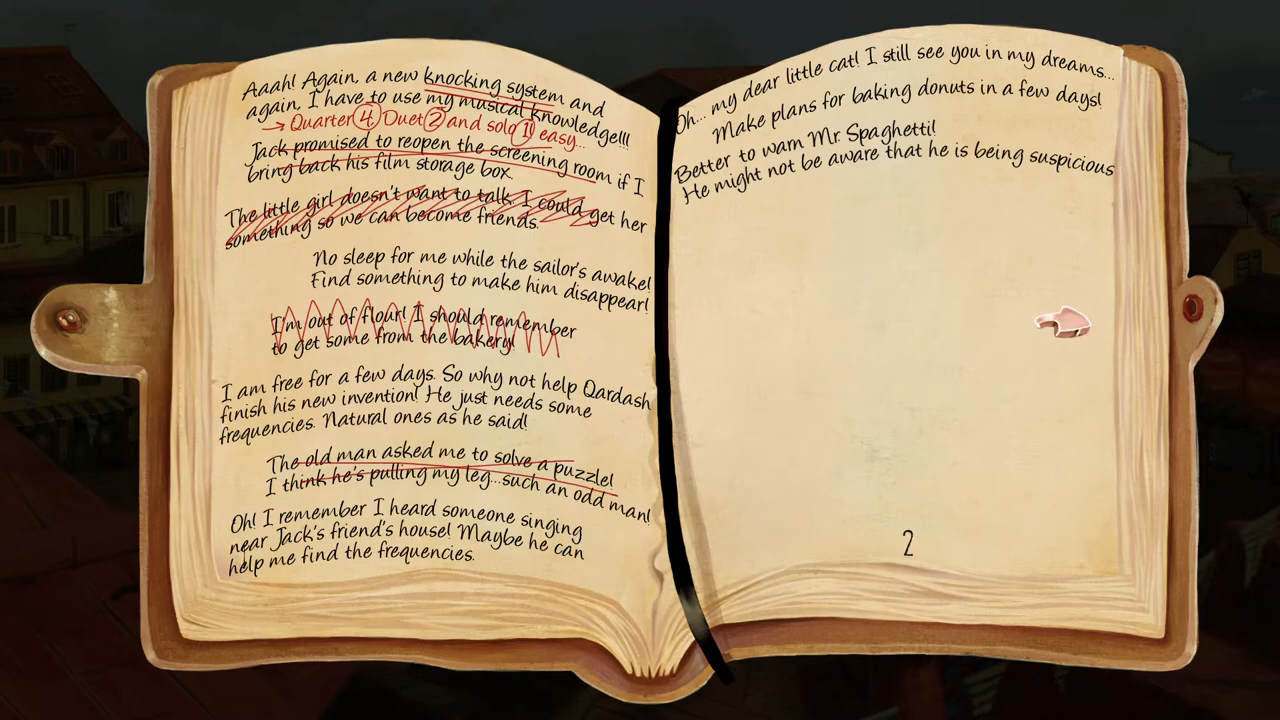 Aaah! Again, a new knocking system and
again, I have to use my musical knowledge!!!
→ Quarter 4 Duet 2 and solo 1 easy...
Jack promised to reopen the screening room if I
bring back his film storage box.
The little girl doesn't want to talk. I could get her
something so we can become friends.
No sleep for me while the sailor's awake!
Find something to make him disappear!
I'm out of flour! I should remember
to get some from the bakery!
I am free for a few days. So why not help Qardash
finish his new invention! He just needs some
frequencies. Natural ones as he said!
The old man asked me to solve a puzzle!
I think he's pulling my leg...such an odd man!
Oh! I remember I heard someone singing
near Jack's friend's house! Maybe he can
help me find the frequencies.
Oh... my dear little cat! I still see you in my dreams...
Make plans for baking donuts in a few days!
Better to warn Mr. Spaghetti!
He might not be aware that he is being suspicious
2